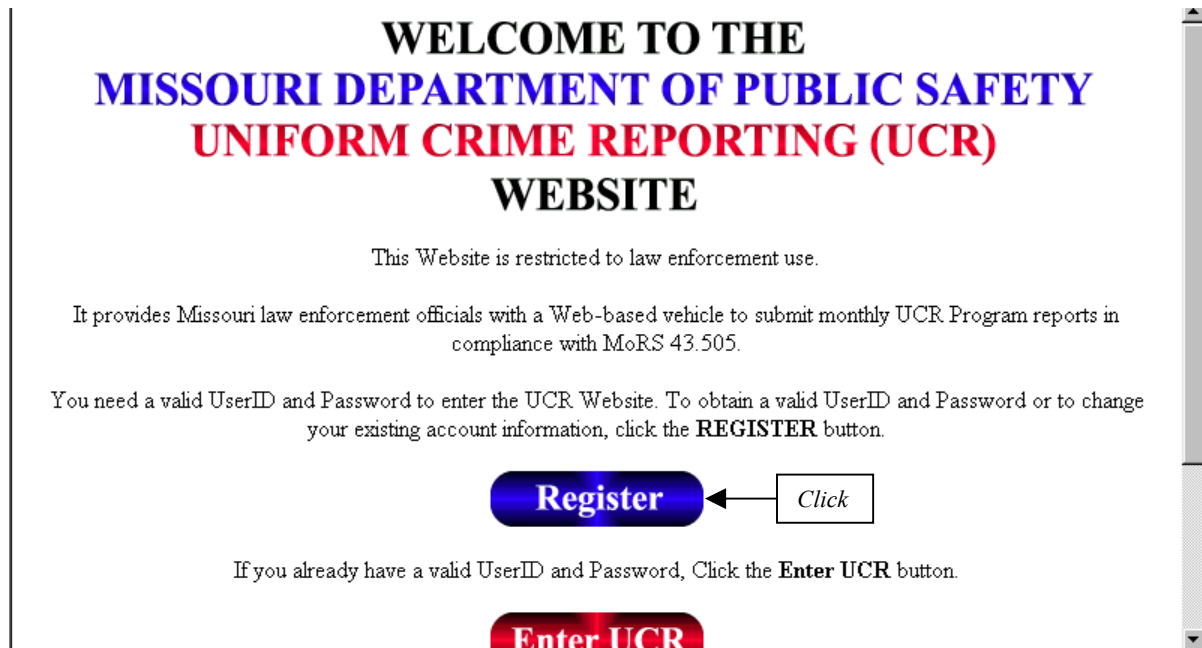 WELCOME TO THE
MISSOURI DEPARTMENT OF PUBLIC SAFETY
UNIFORM CRIME REPORTING (UCR)
WEBSITE
This Website is restricted to law enforcement use.
It provides Missouri law enforcement officials with a Web-based vehicle to submit monthly UCR Program reports in
compliance with MoRS 43.505.
You need a valid UserID and Password to enter the UCR Website. To obtain a valid UserID and Password or to change
your existing account information, click the REGISTER button.
Register
Click
If you already have a valid UserID and Password, Click the Enter UCR button.
Enter UCR